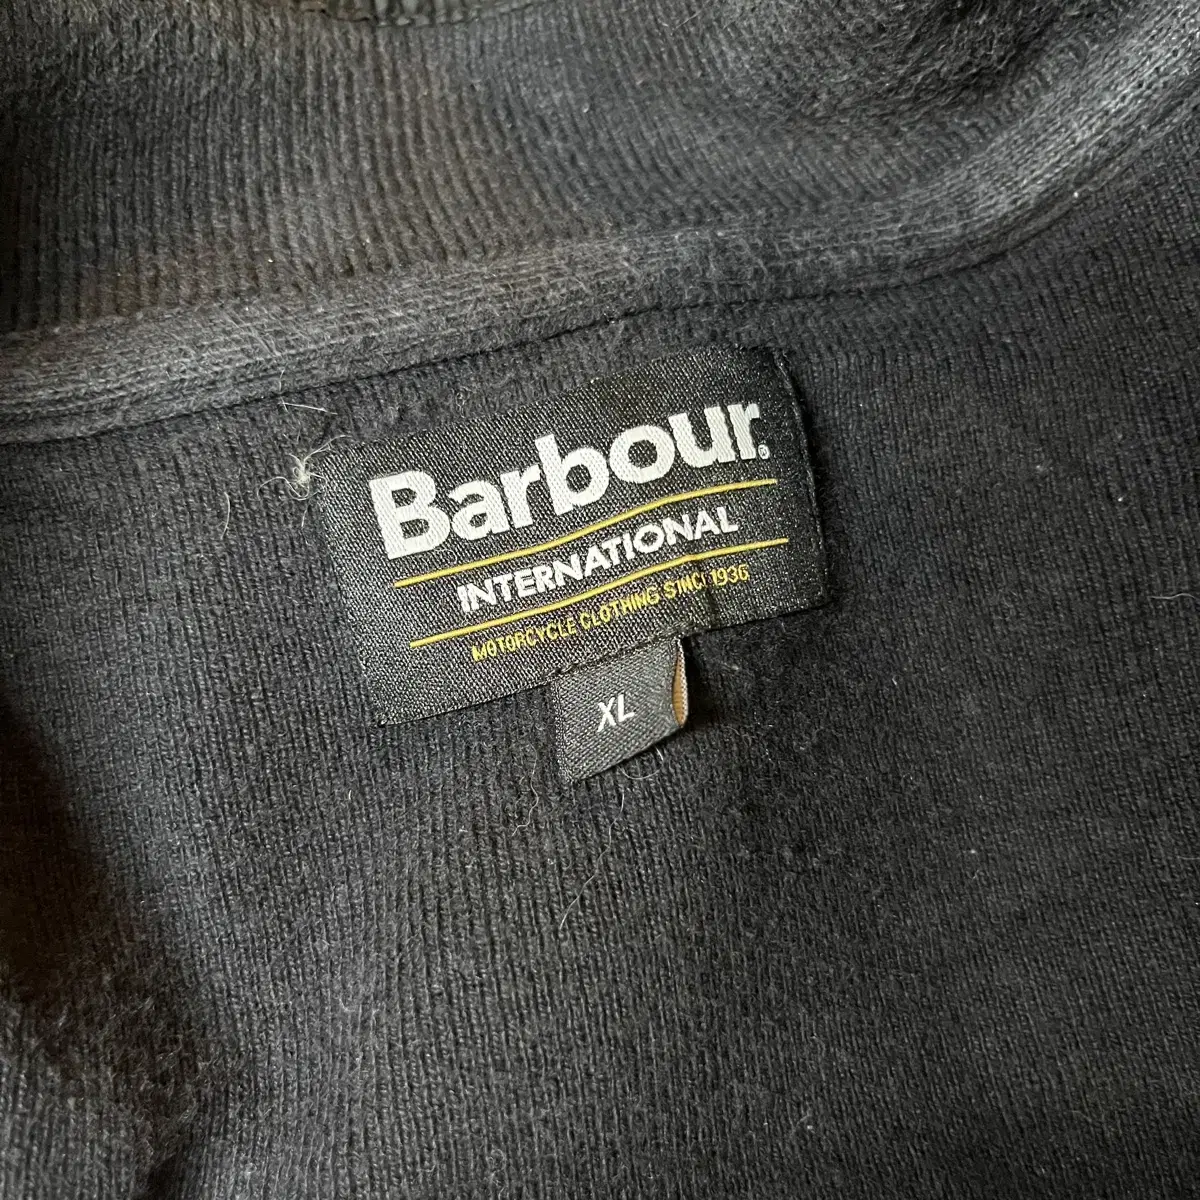 Barbour®
INTERNATIONAL
MOTORCYCLE CLOTHING SINCE 1936
XL